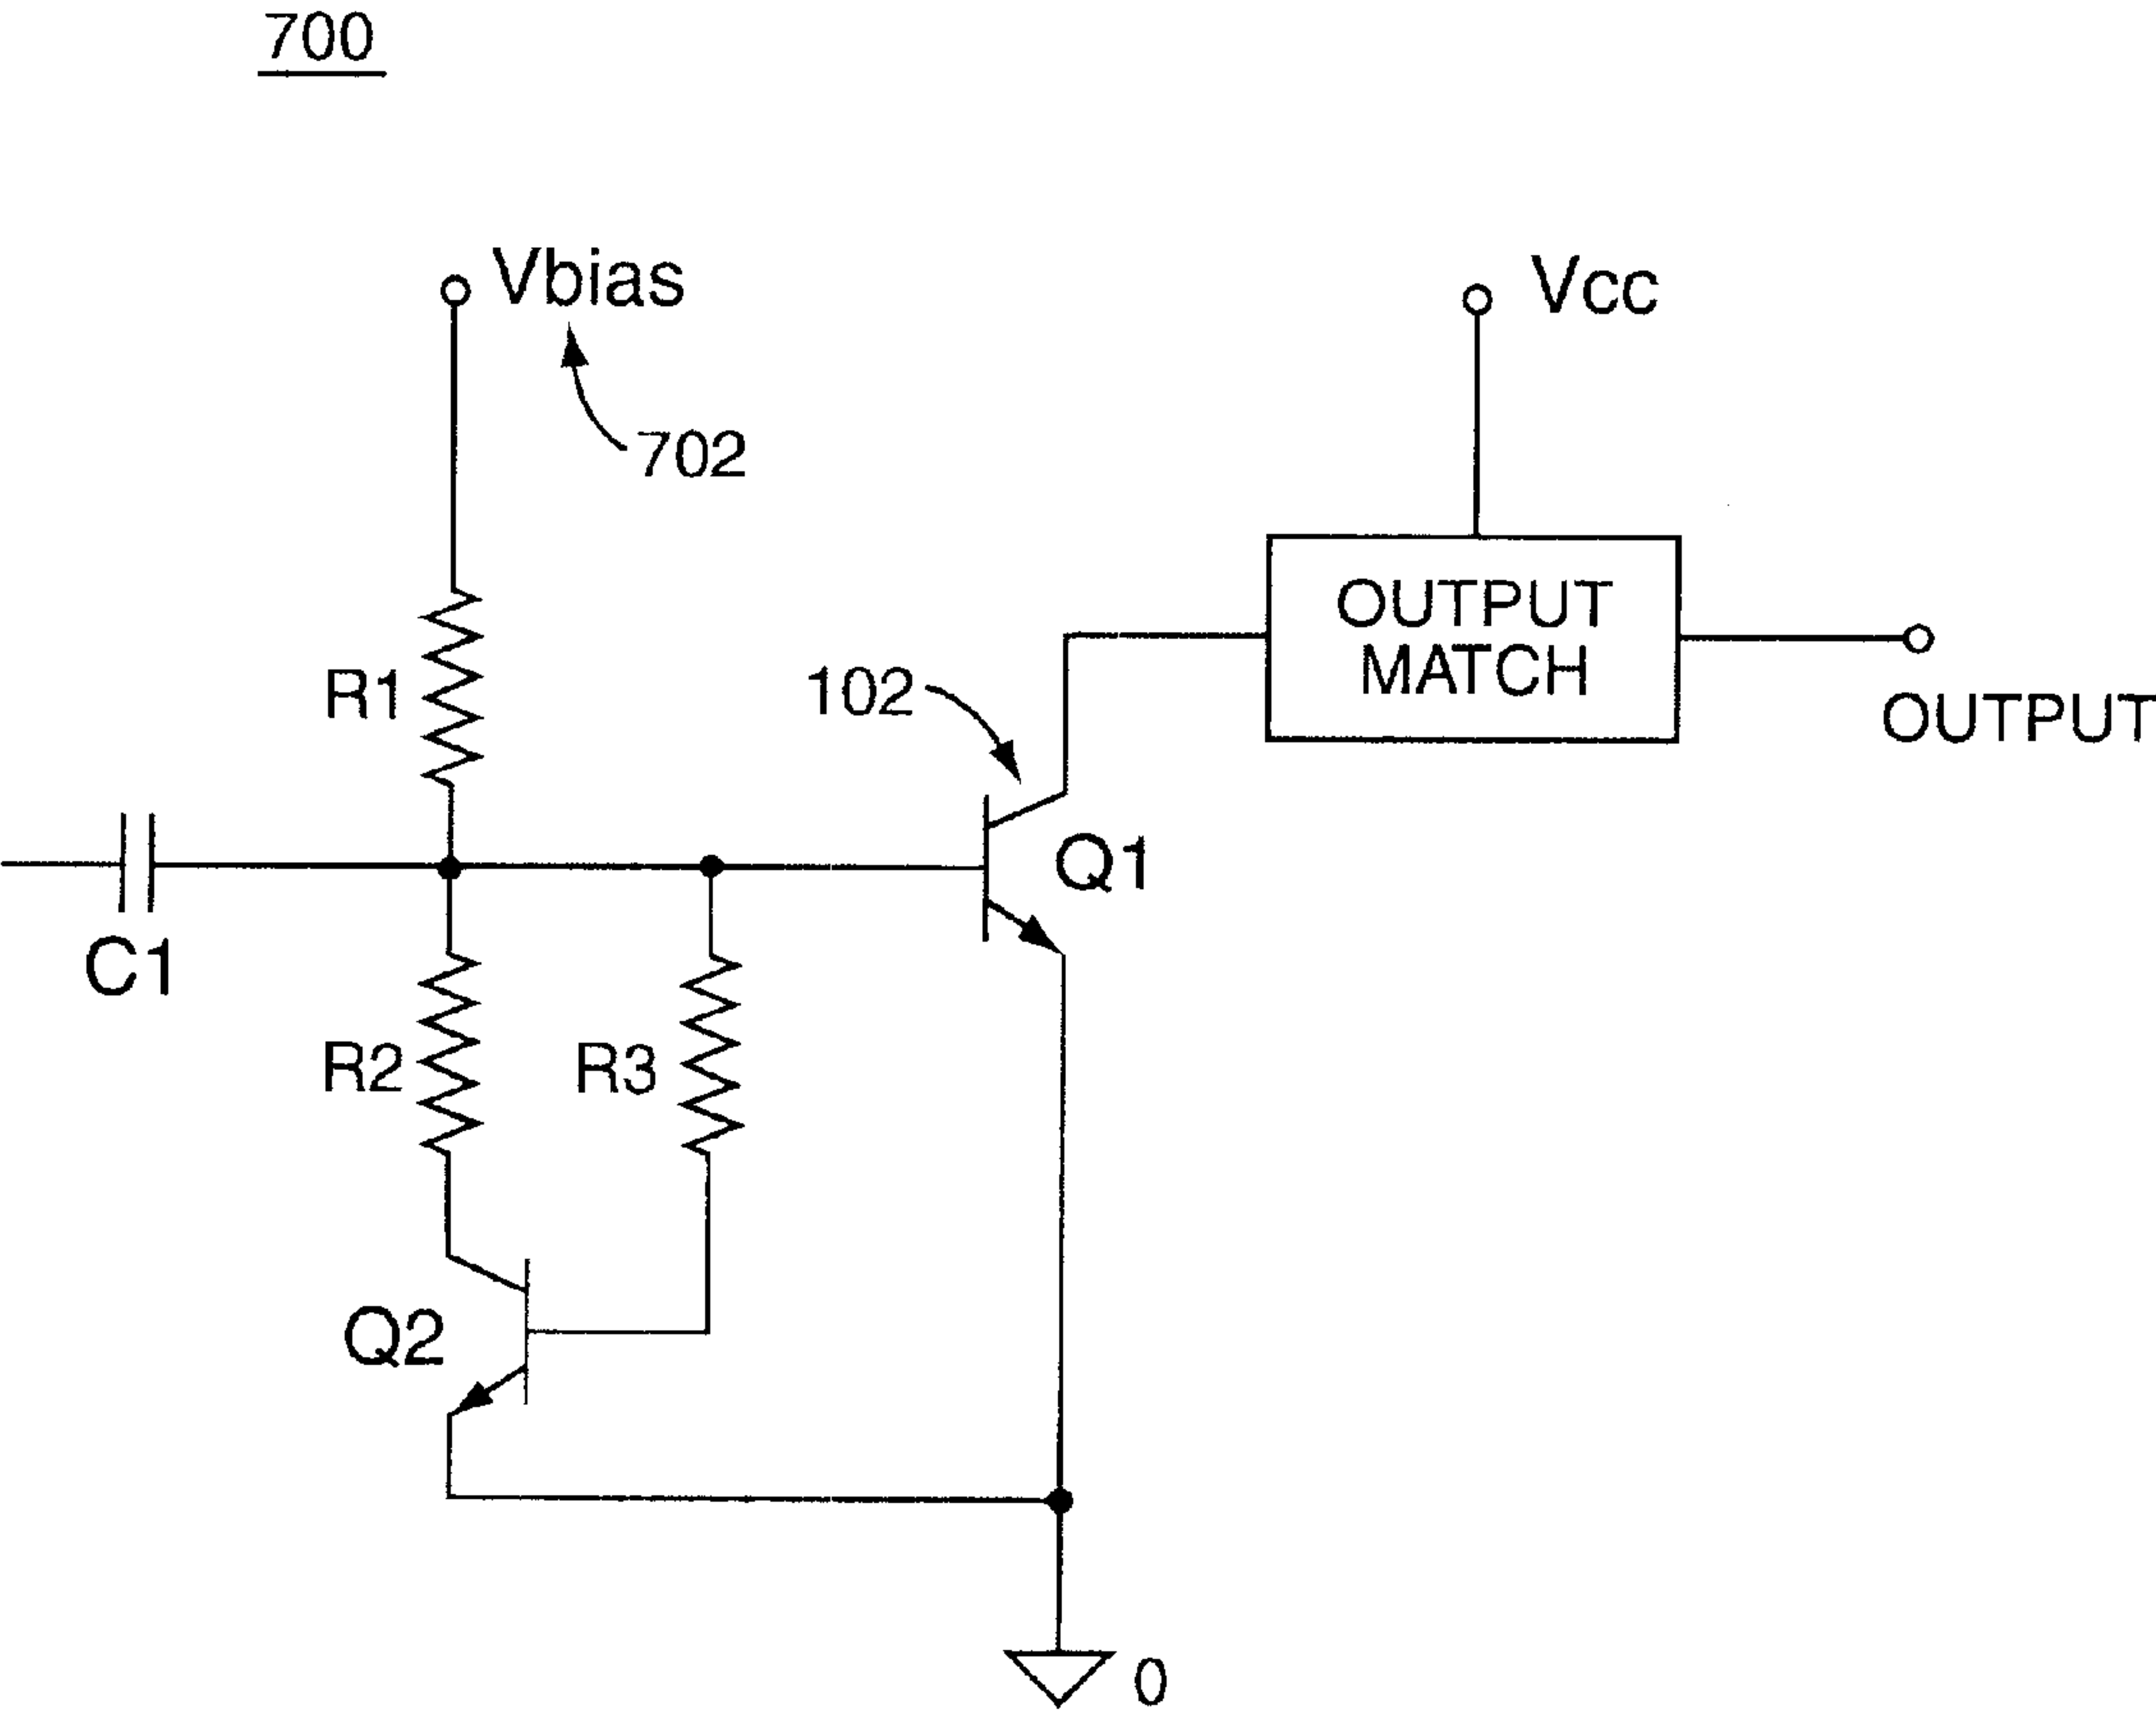 700
Vbias
Vcc
702
OUTPUT
MATCH
R1
102
OUTPUT
Q1
C1
R2
R3
Q2
0